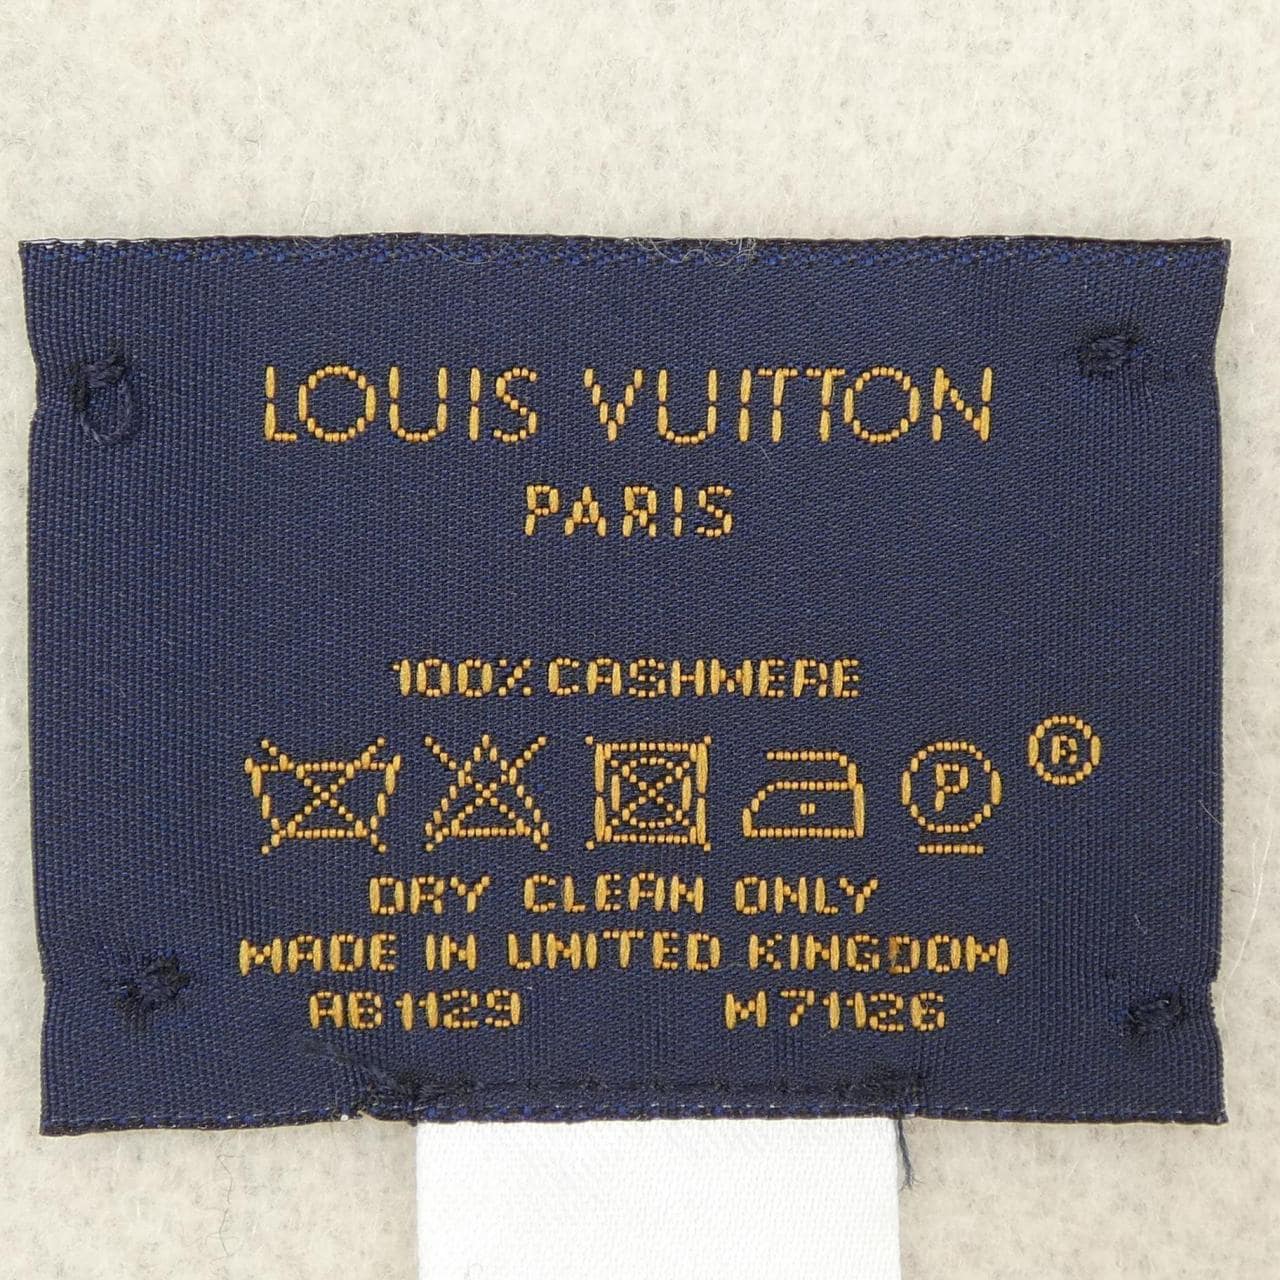 LOUIS VUITTON
PARIS
100% CASHMERE
P ®
DRY CLEAN ONLY
MADE IN UNITED KINGDOM
AB1129 M71126